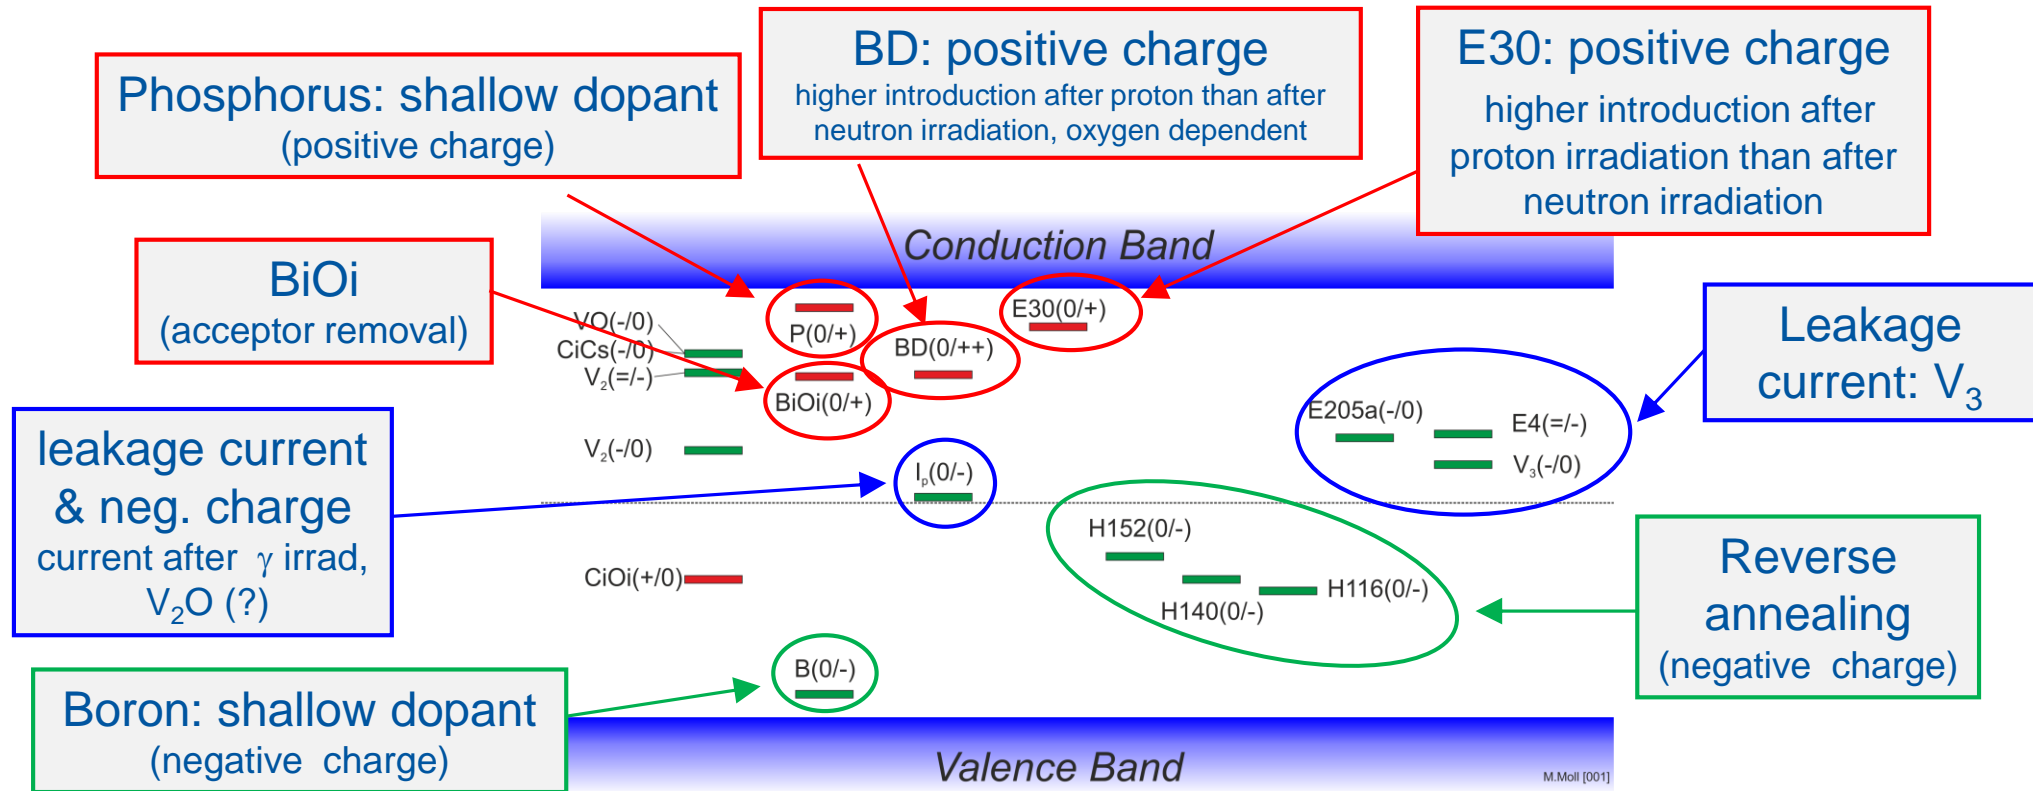 Phosphorus: shallow dopant
(positive charge)
BD: positive charge
higher introduction after proton than after
neutron irradiation, oxygen dependent
E30: positive charge
higher introduction after
proton irradiation than after
neutron irradiation
BiOi
(acceptor removal)
Conduction Band
VO(-/0)
CiCs(-/0)
V₂(=/-)
P(0/+)
BiOi(0/+)
BD(0/++)
E30(0/+)
Leakage
current: V₃
leakage current
& neg. charge
current after γ irrad,
V₂O (?)
V₂(-/0)
Iₚ(0/-)
E205a(-/0)
E4(=/-)
V₃(-/0)
CiOi(+/0)
H152(0/-)
H140(0/-)
H116(0/-)
Reverse
annealing
(negative charge)
Boron: shallow dopant
(negative charge)
B(0/-)
Valence Band
M.Moll [001]